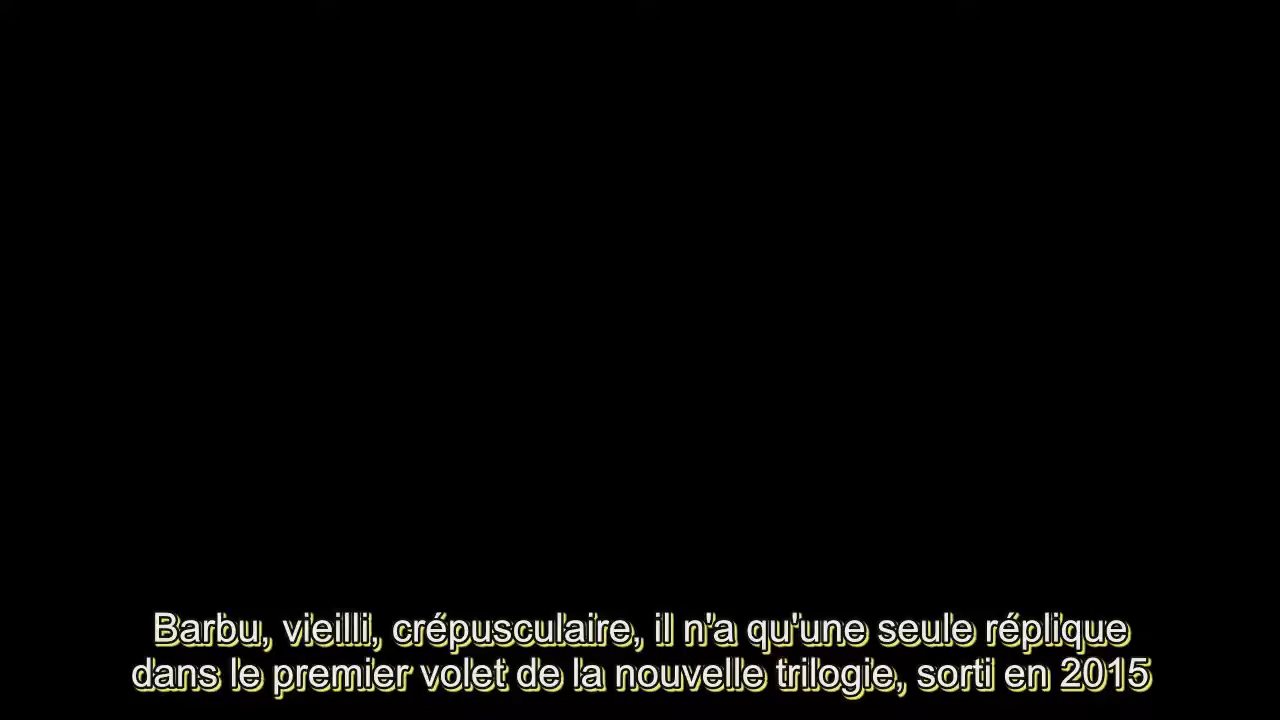 Barbu, vieilli, crépusculaire, il n'a qu'une seule réplique
dans le premier volet de la nouvelle trilogie, sorti en 2015